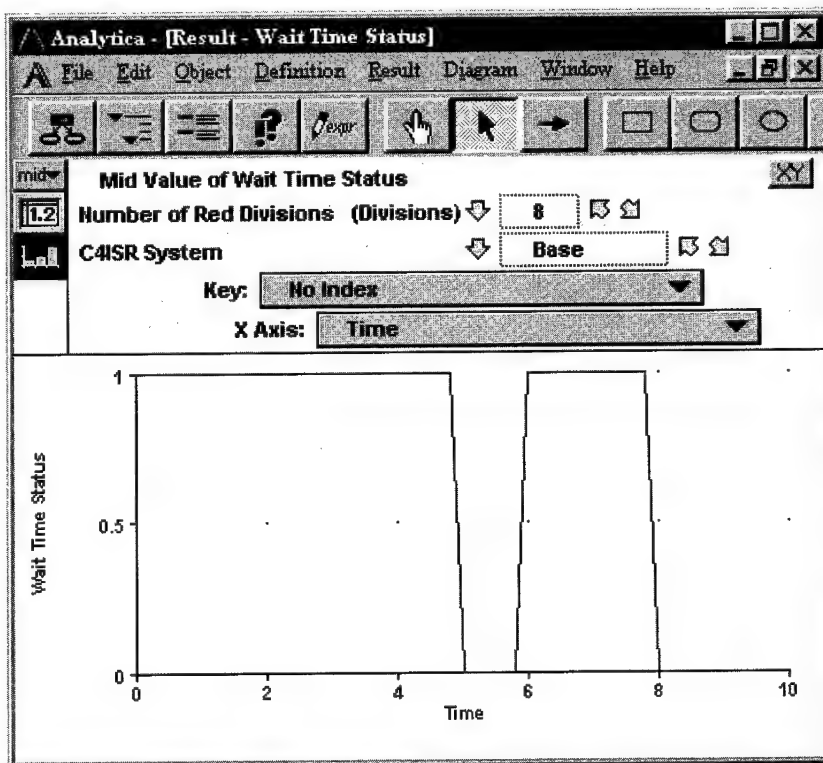 Analytica - [Result - Wait Time Status]
File Edit Object Definition Result Diagram Window Help
expr
mid
XY
Mid Value of Wait Time Status
1.2
Number of Red Divisions (Divisions) 8
C4ISR System Base
Key: No Index
X Axis: Time
1
Wait Time Status
0.5
0
0 2 4 6 8 10
Time